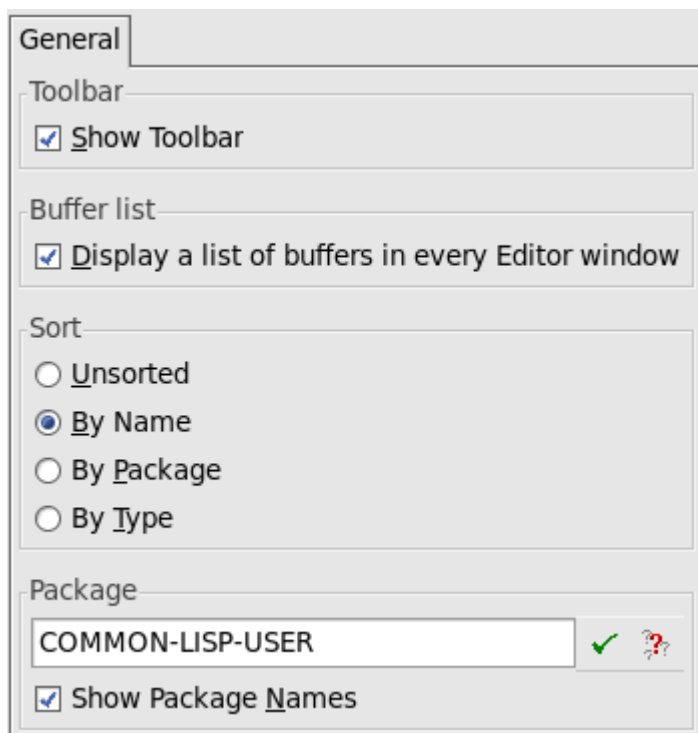 General
Toolbar
Show Toolbar
Buffer list
Display a list of buffers in every Editor window
Sort
Unsorted
By Name
By Package
By Type
Package
COMMON-LISP-USER
Show Package Names